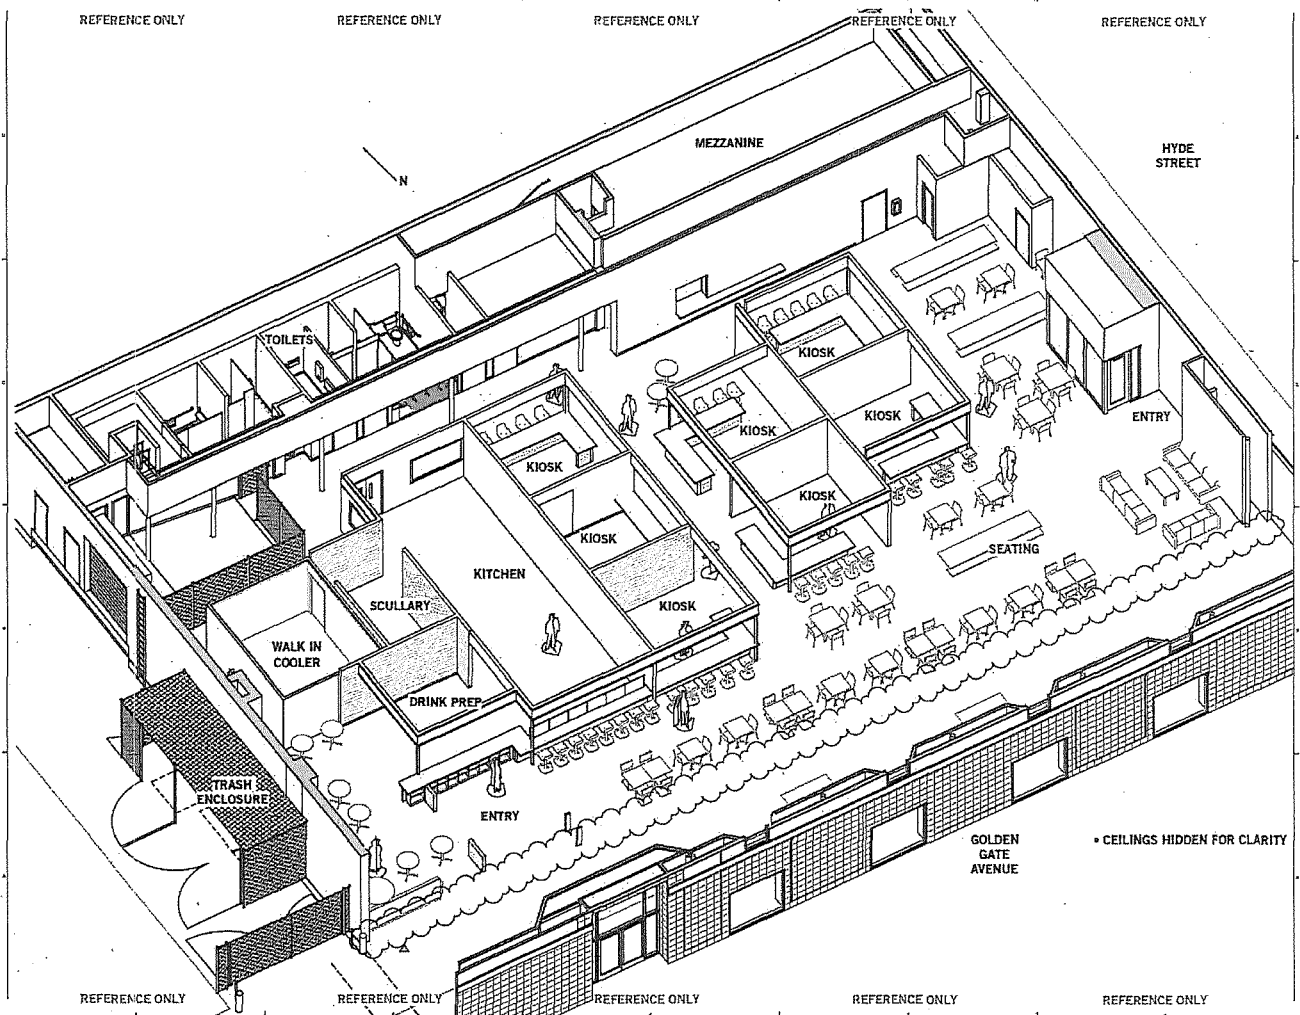 REFERENCE ONLY
REFERENCE ONLY
REFERENCE ONLY
REFERENCE ONLY
REFERENCE ONLY
MEZZANINE
HYDE
STREET
N
TOILETS
KIOSK
KIOSK
KIOSK
ENTRY
KIOSK
KIOSK
KIOSK
SEATING
KITCHEN
SCULLARY
KIOSK
WALK IN
COOLER
DRINK PREP
TRASH
ENCLOSURE
ENTRY
GOLDEN
GATE
AVENUE
• CEILINGS HIDDEN FOR CLARITY
REFERENCE ONLY
REFERENCE ONLY
REFERENCE ONLY
REFERENCE ONLY
REFERENCE ONLY